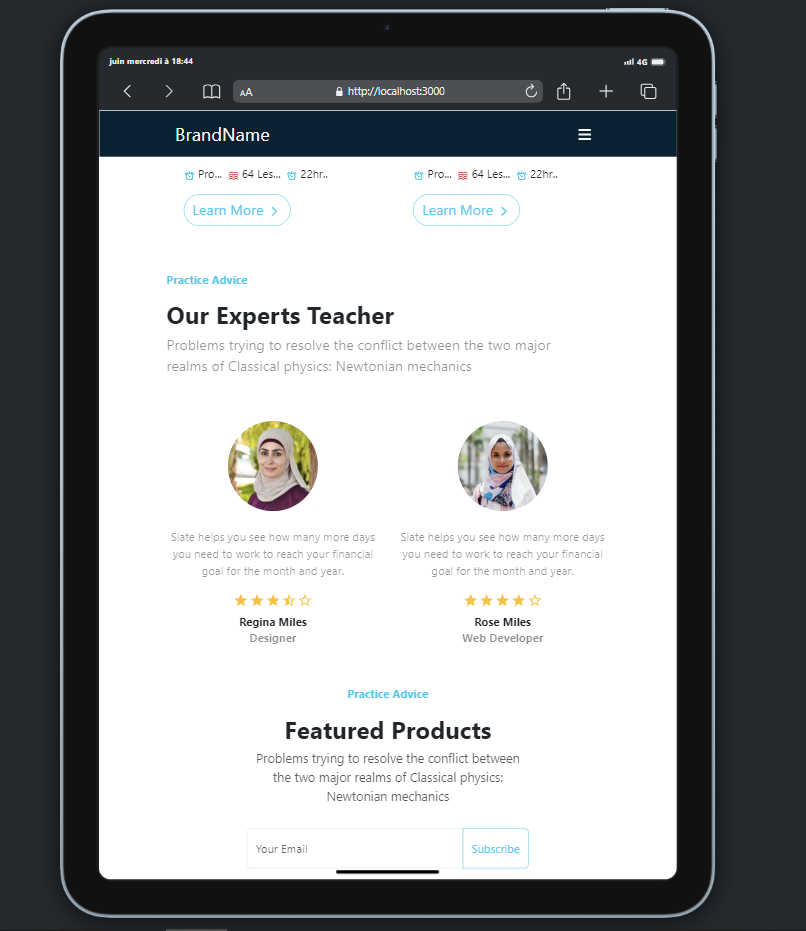 juin mercredi à 18:44
4G
AA
http://localhost:3000
BrandName
Pro... 64 Les... 22hr..
Pro... 64 Les... 22hr..
Learn More
Learn More
Practice Advice
Our Experts Teacher
Problems trying to resolve the conflict between the two major
realms of Classical physics: Newtonian mechanics
Slate helps you see how many more days
you need to work to reach your financial
goal for the month and year.
Regina Miles
Designer
Slate helps you see how many more days
you need to work to reach your financial
goal for the month and year.
Rose Miles
Web Developer
Practice Advice
Featured Products
Problems trying to resolve the conflict between
the two major realms of Classical physics:
Newtonian mechanics
Your Email
Subscribe